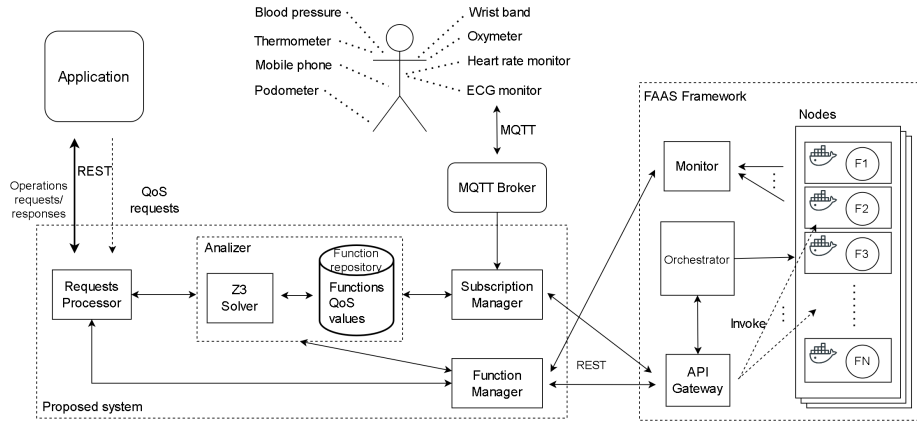 Blood pressure
Thermometer
Mobile phone
Podometer
Wrist band
Oxymeter
Heart rate monitor
ECG monitor
Application
REST
Operations
requests/
responses
QoS
requests
MQTT
MQTT Broker
FAAS Framework
Nodes
Monitor
F1
F2
F3
FN
Orchestrator
Invoke
API
Gateway
REST
Analizer
Function
repository
Functions
QoS
values
Z3
Solver
Requests
Processor
Subscription
Manager
Function
Manager
Proposed system